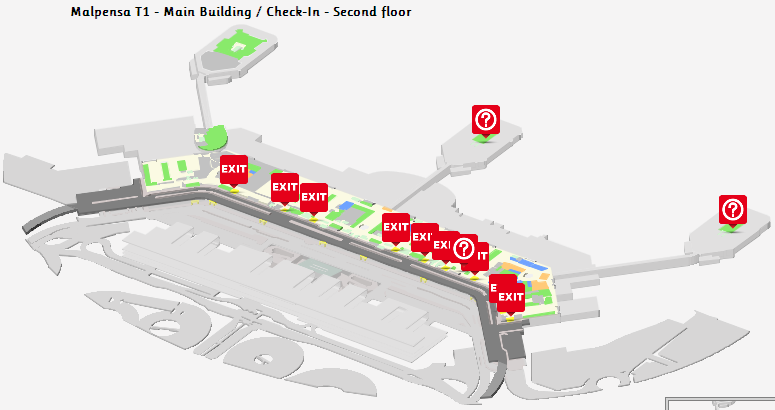 Malpensa T1 - Main Building / Check-In - Second floor
?
?
EXIT
EXIT
EXIT
EXIT
EXI
EXI
?
IT
E
EXIT